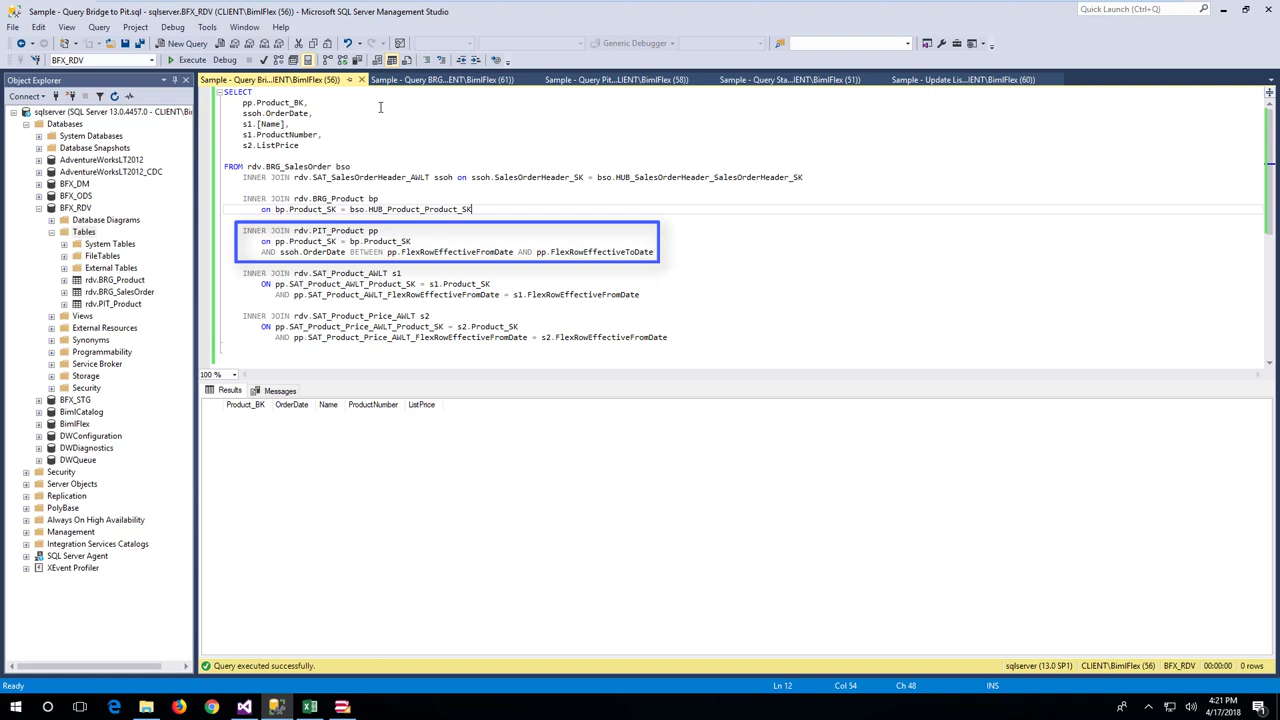 Sample - Query Bridge to Pit.sql - sqlserver.BFX_RDV (CLIENT\BimlFlex (56)) - Microsoft SQL Server Management Studio
Quick Launch (Ctrl+Q)
File Edit View Query Project Debug Tools Window Help
New Query
Generic Debugger
BFX_RDV
Execute Debug
Object Explorer
Sample - Query Bri...IENT\BimlFlex (56))
Sample - Query BRG...ENT\BimlFlex (61))
Sample - Query Pit...LIENT\BimlFlex (58))
Sample - Query Sta...LIENT\BimlFlex (51))
Sample - Update Lis...IENT\BimlFlex (60))
Connect
sqlserver (SQL Server 13.0.4457.0 - CLIENT\Bi
Databases
System Databases
Database Snapshots
AdventureWorksLT2012
AdventureWorksLT2012_CDC
BFX_DM
BFX_ODS
BFX_RDV
Database Diagrams
Tables
System Tables
FileTables
External Tables
rdv.BRG_Product
rdv.BRG_SalesOrder
rdv.PIT_Product
Views
External Resources
Synonyms
Programmability
Service Broker
Storage
Security
BFX_STG
BimlCatalog
BimlFlex
DWConfiguration
DWDiagnostics
DWQueue
Security
Server Objects
Replication
PolyBase
Always On High Availability
Management
Integration Services Catalogs
SQL Server Agent
XEvent Profiler
SELECT
pp.Product_BK,
ssoh.OrderDate,
s1.[Name],
s1.ProductNumber,
s2.ListPrice
FROM rdv.BRG_SalesOrder bso
INNER JOIN rdv.SAT_SalesOrderHeader_AWLT ssoh on ssoh.SalesOrderHeader_SK = bso.HUB_SalesOrderHeader_SalesOrderHeader_SK
INNER JOIN rdv.BRG_Product bp
on bp.Product_SK = bso.HUB_Product_Product_SK
INNER JOIN rdv.PIT_Product pp
on pp.Product_SK = bp.Product_SK
AND ssoh.OrderDate BETWEEN pp.FlexRowEffectiveFromDate AND pp.FlexRowEffectiveToDate
INNER JOIN rdv.SAT_Product_AWLT s1
ON pp.SAT_Product_AWLT_Product_SK = s1.Product_SK
AND pp.SAT_Product_AWLT_FlexRowEffectiveFromDate = s1.FlexRowEffectiveFromDate
INNER JOIN rdv.SAT_Product_Price_AWLT s2
ON pp.SAT_Product_Price_AWLT_Product_SK = s2.Product_SK
AND pp.SAT_Product_Price_AWLT_FlexRowEffectiveFromDate = s2.FlexRowEffectiveFromDate
100 %
Results Messages
Product_BK OrderDate Name ProductNumber ListPrice
Query executed successfully.
sqlserver (13.0 SP1) CLIENT\BimlFlex (56) BFX_RDV 00:00:00 0 rows
Ready Ln 12 Col 54 Ch 48 INS
4:21 PM
4/17/2018